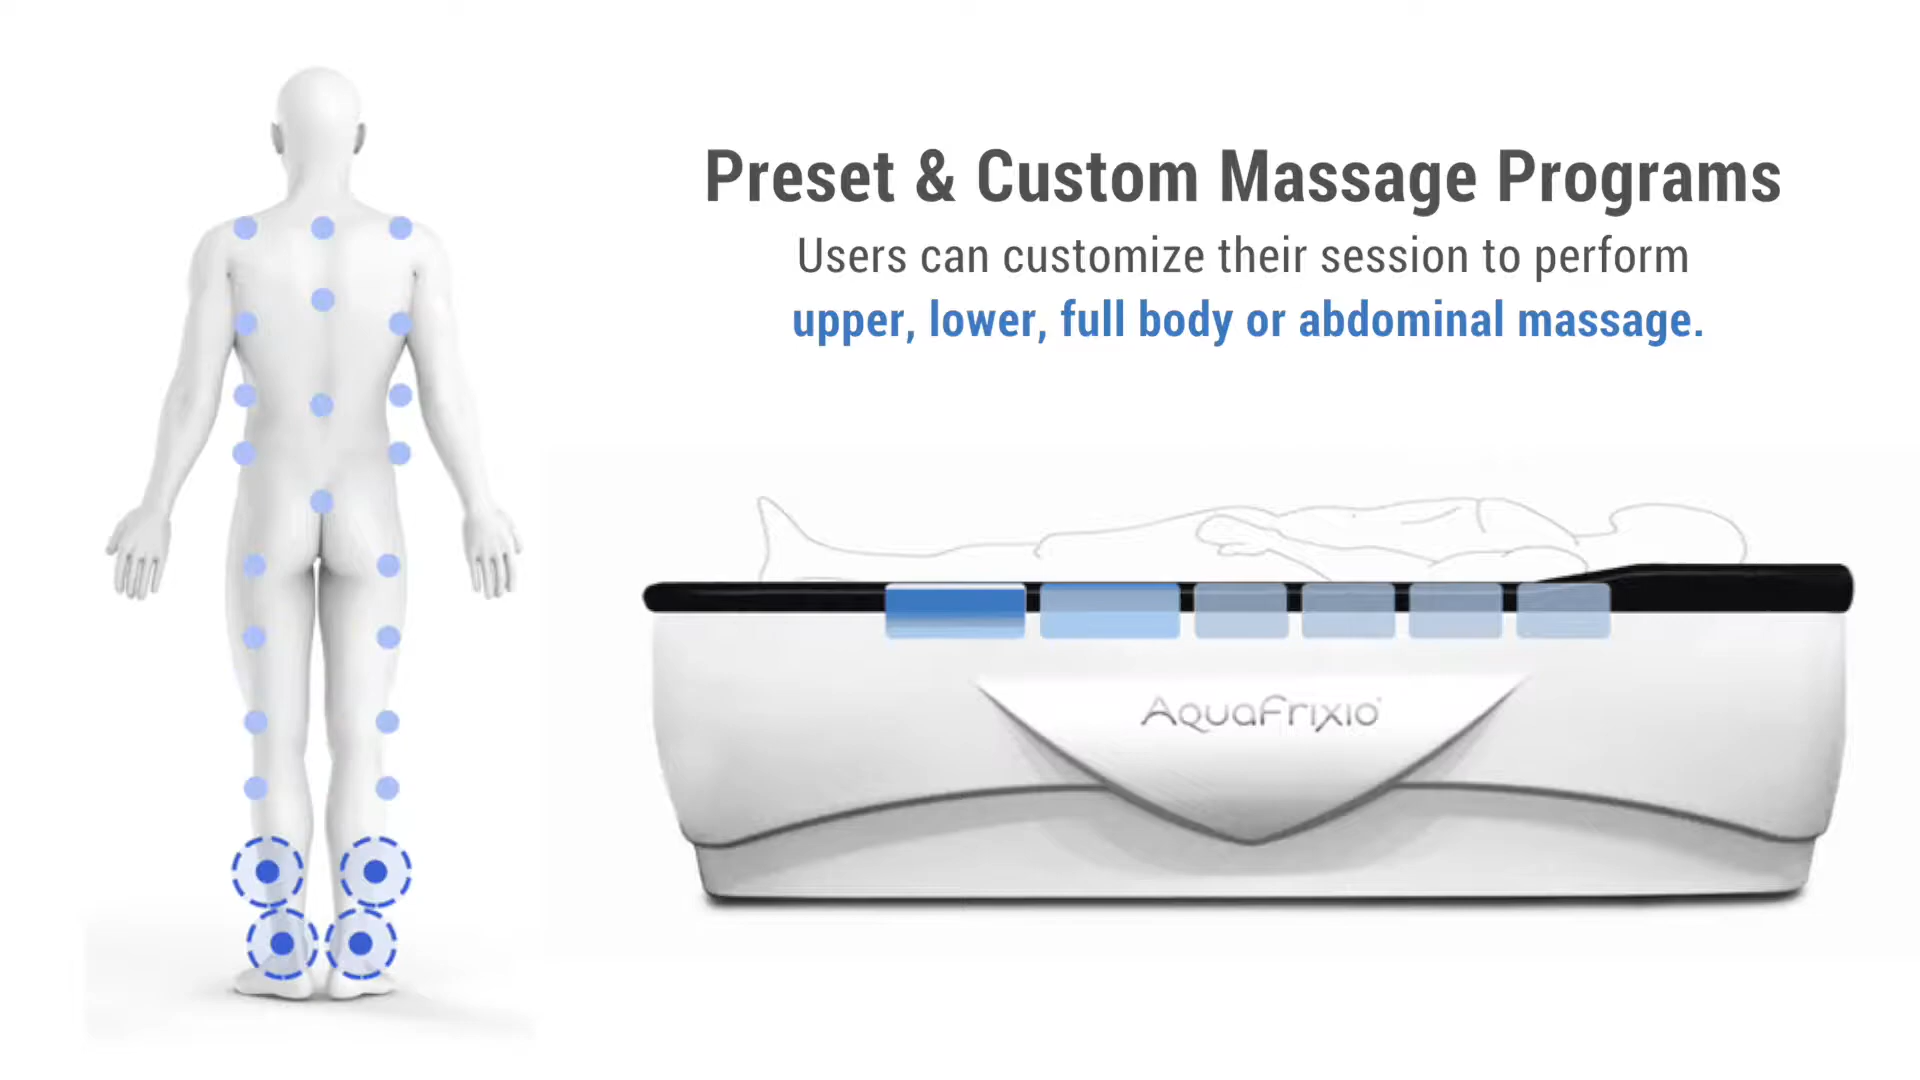 Preset & Custom Massage Programs
Users can customize their session to perform
upper, lower, full body or abdominal massage.
AquaFrixio